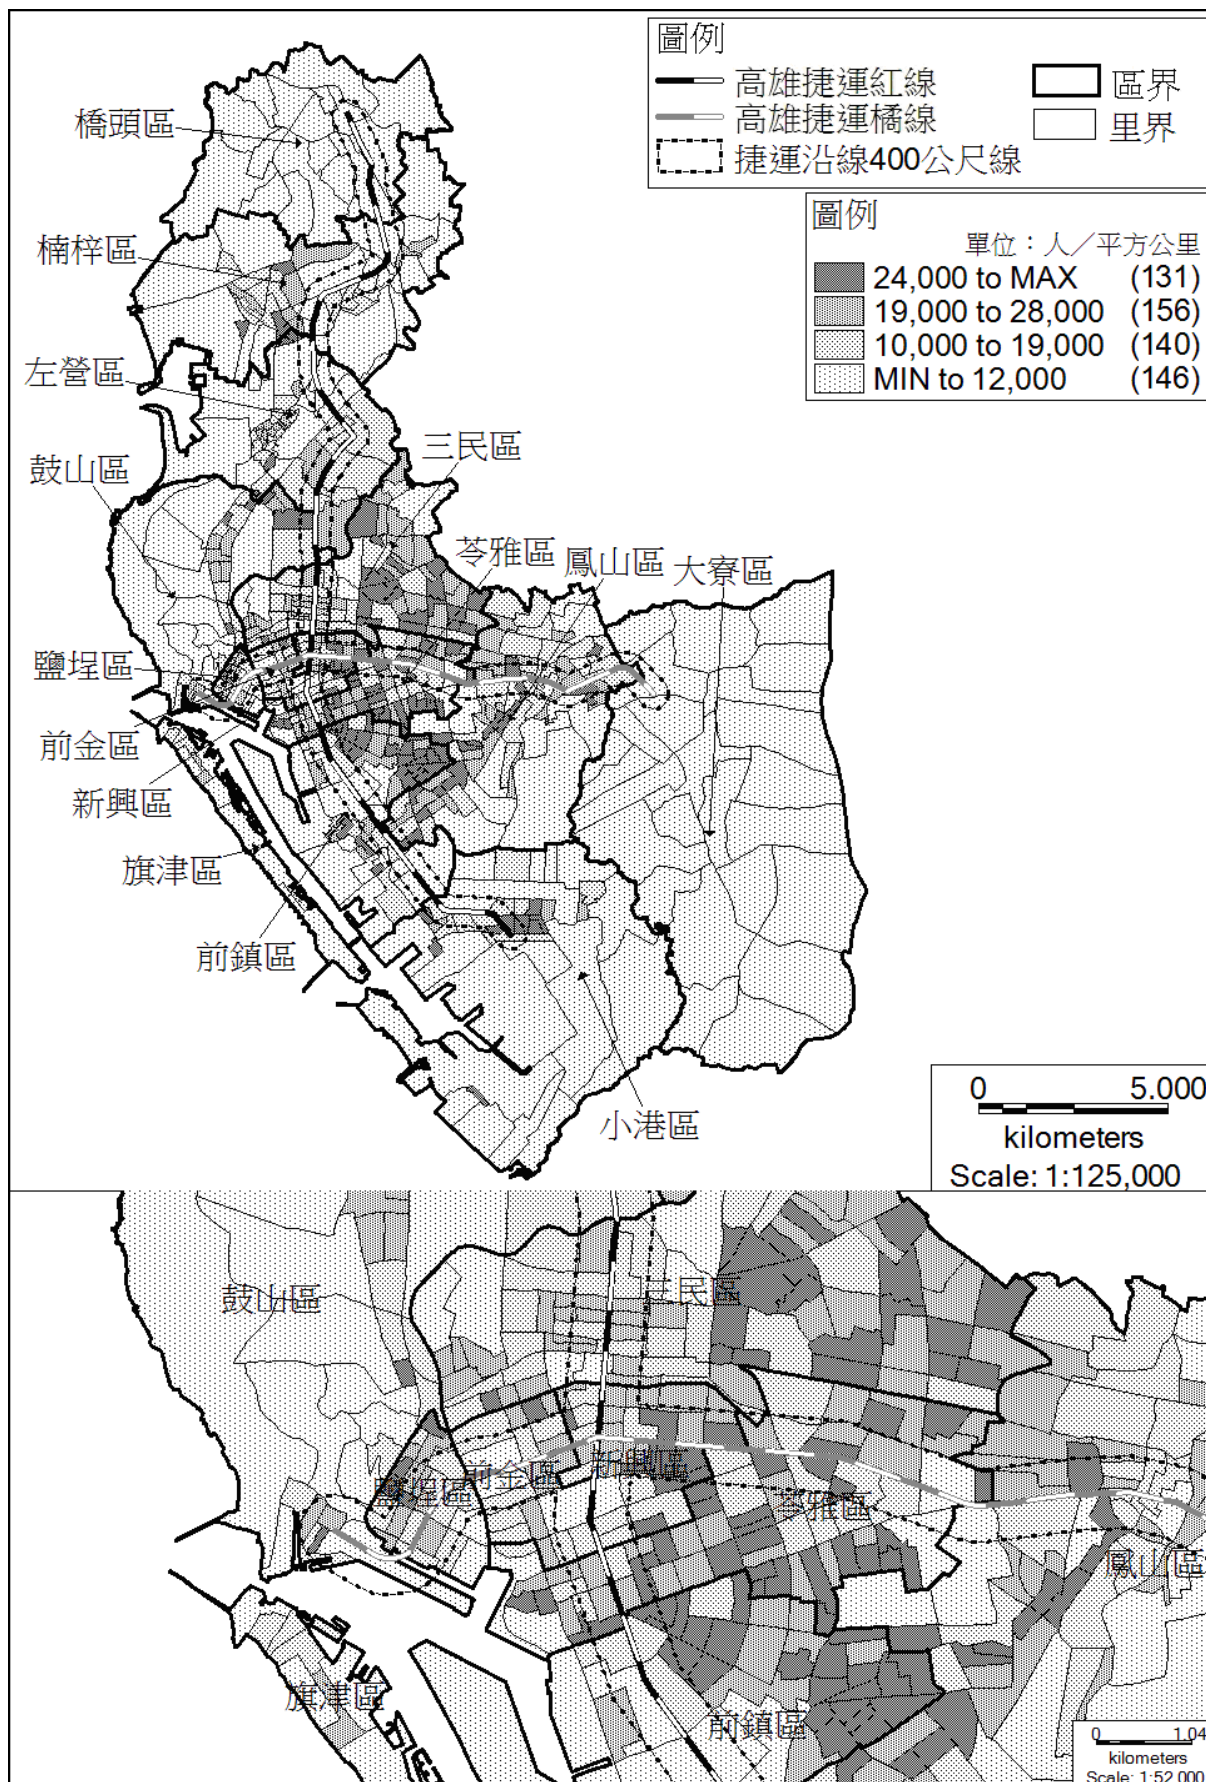 圖例
高雄捷運紅線
區界
高雄捷運橘線
里界
捷運沿線400公尺線
圖例
單位：人／平方公里
24,000 to MAX (131)
19,000 to 28,000 (156)
10,000 to 19,000 (140)
MIN to 12,000 (146)
橋頭區
楠梓區
左營區
三民區
鼓山區
苓雅區
鳳山區
大寮區
鹽埕區
前金區
新興區
旗津區
前鎮區
小港區
0 5.000
kilometers
Scale: 1:125,000
鼓山區
三民區
新興區
前金區
鹽埕區
苓雅區
鳳山區
旗津區
前鎮區
0 1.04
kilometers
Scale: 1:52,000